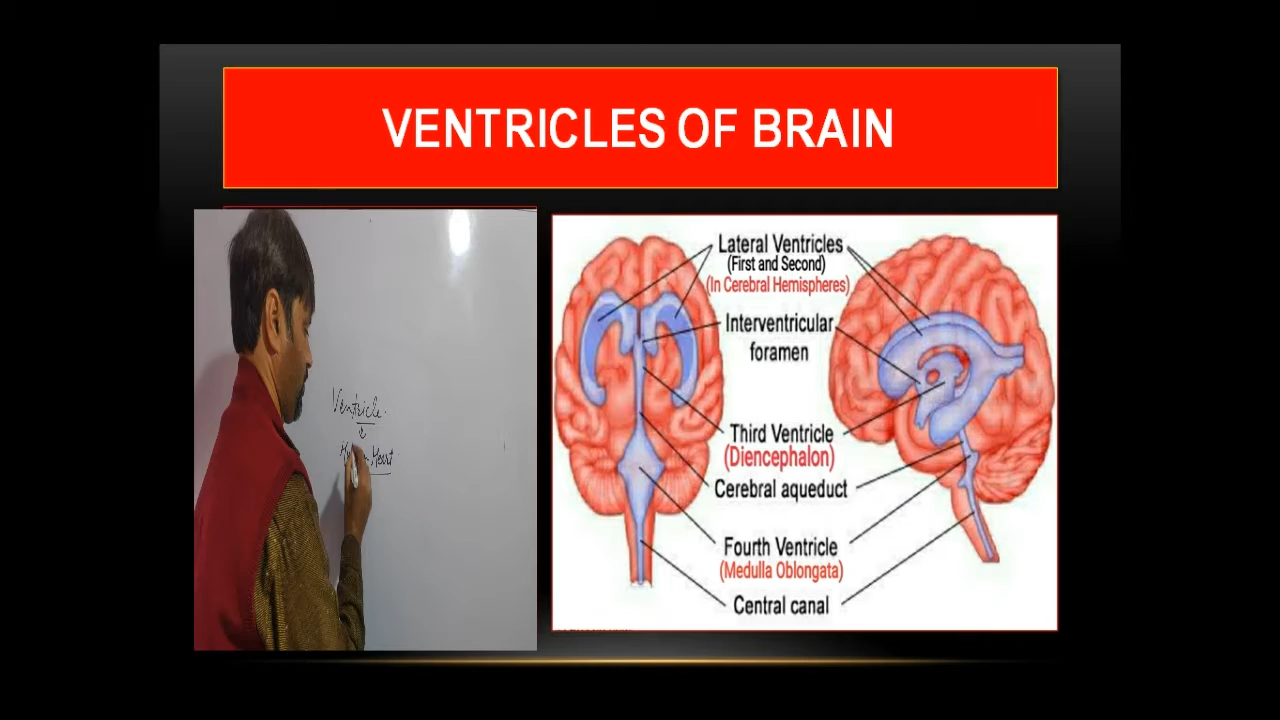 VENTRICLES OF BRAIN
Ventricle.
Heart
Lateral Ventricles
(First and Second)
(In Cerebral Hemispheres)
Interventricular
foramen
Third Ventricle
(Diencephalon)
Cerebral aqueduct
Fourth Ventricle
(Medulla Oblongata)
Central canal